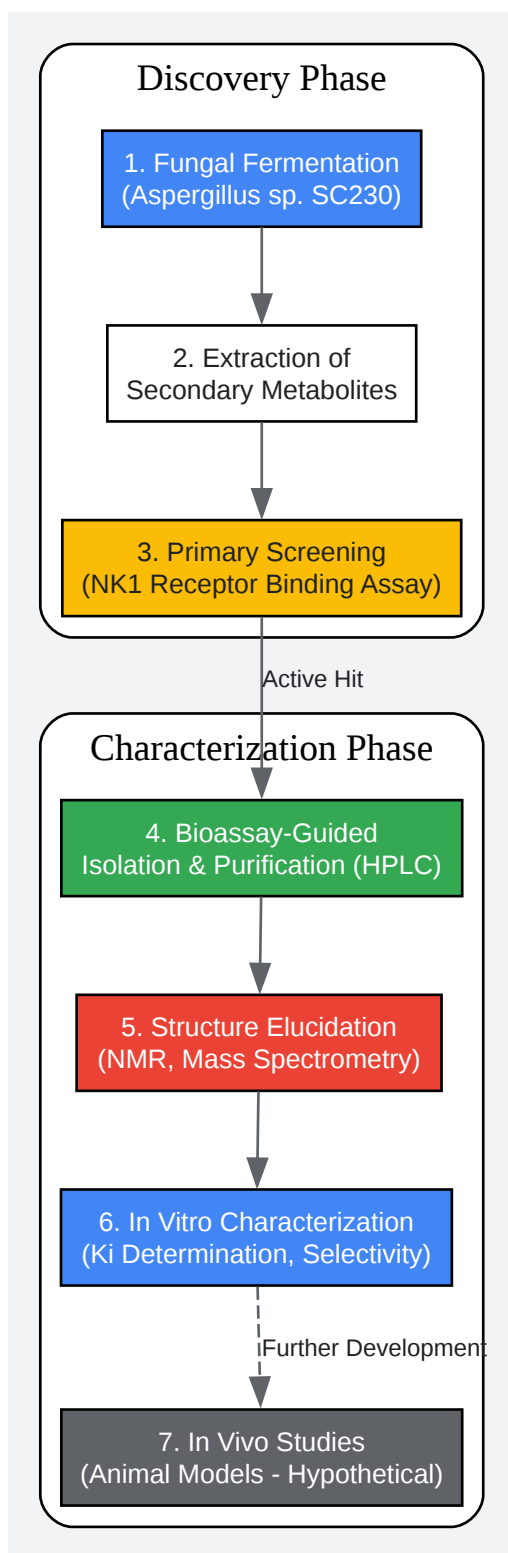 Discovery Phase
1. Fungal Fermentation
(Aspergillus sp. SC230)
2. Extraction of
Secondary Metabolites
3. Primary Screening
(NK1 Receptor Binding Assay)
Active Hit
Characterization Phase
4. Bioassay-Guided
Isolation & Purification (HPLC)
5. Structure Elucidation
(NMR, Mass Spectrometry)
6. In Vitro Characterization
(Ki Determination, Selectivity)
Further Development
7. In Vivo Studies
(Animal Models - Hypothetical)